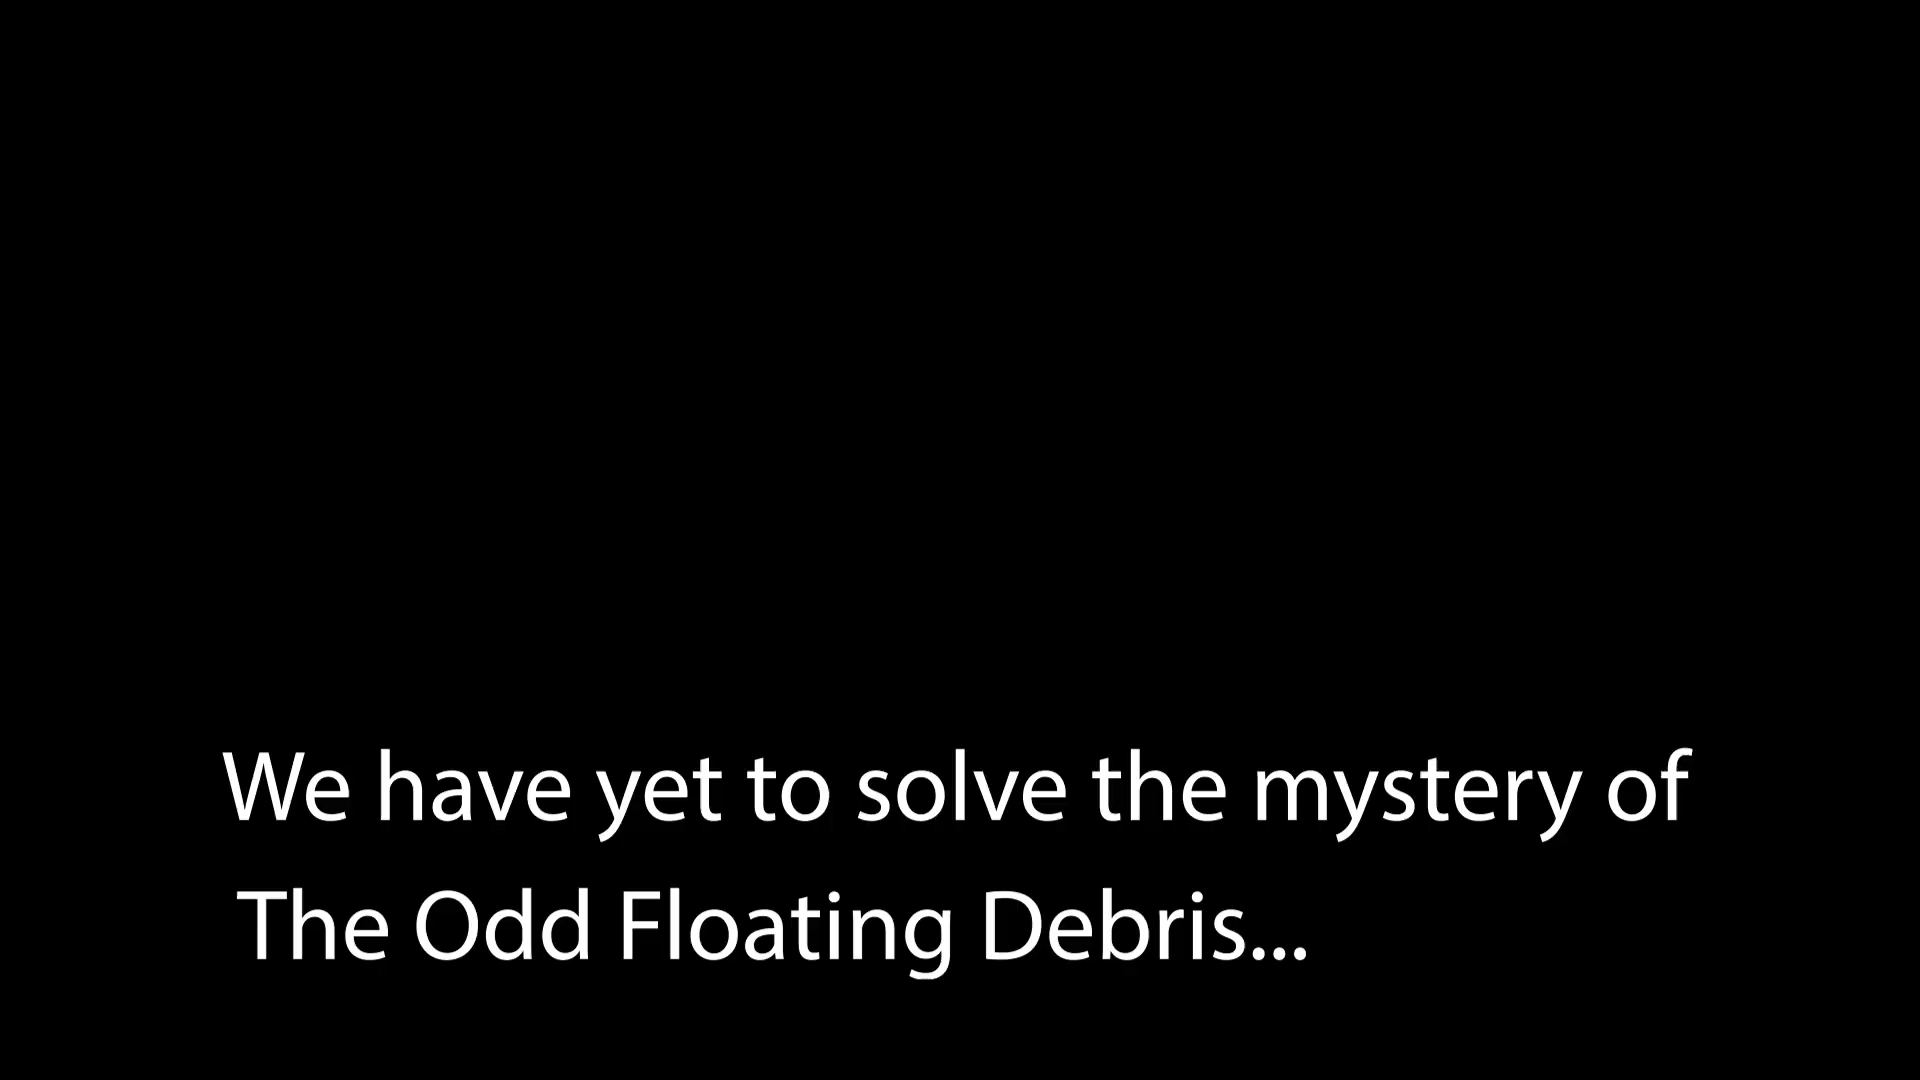 We have yet to solve the mystery of
The Odd Floating Debris...